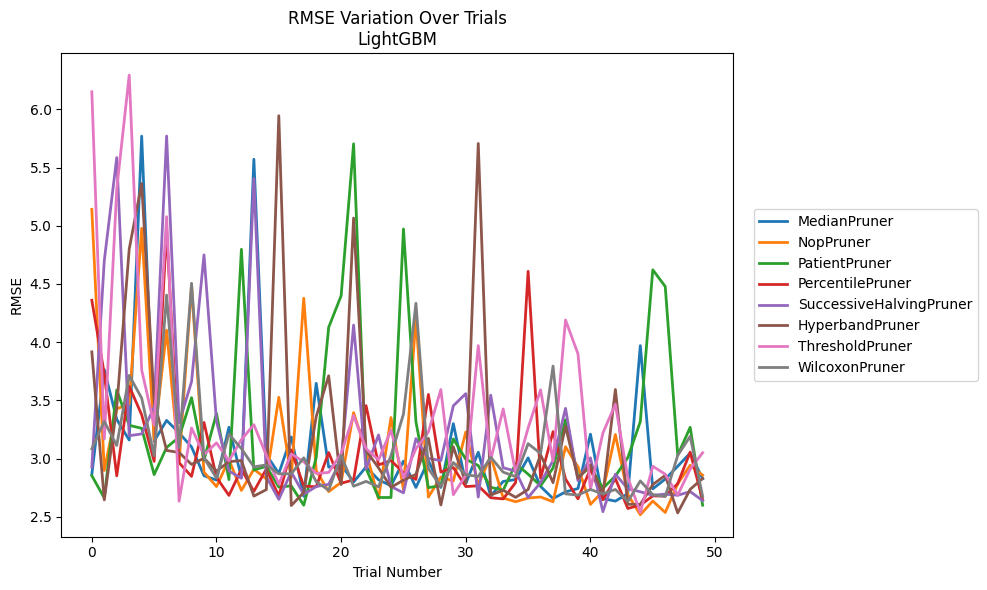 RMSE Variation Over Trials
LightGBM
RMSE
6.0
5.5
5.0
4.5
4.0
3.5
3.0
2.5
0
10
20
30
40
50
Trial Number
MedianPruner
NopPruner
PatientPruner
PercentilePruner
SuccessiveHalvingPruner
HyperbandPruner
ThresholdPruner
WilcoxonPruner